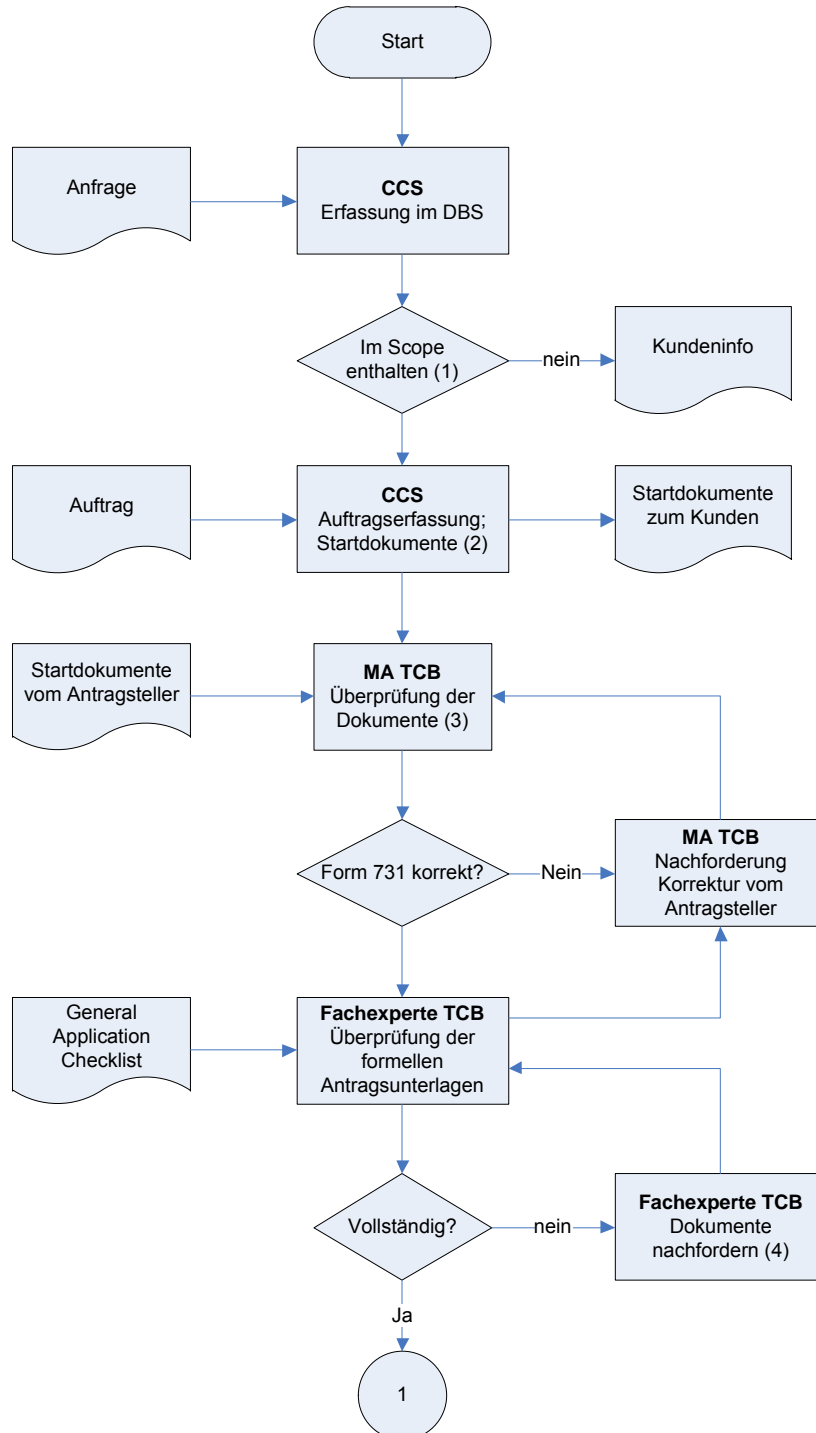 Start
Anfrage
CCS
Erfassung im DBS
Im Scope
enthalten (1)
nein
Kundeninfo
Auftrag
CCS
Auftragserfassung;
Startdokumente (2)
Startdokumente
zum Kunden
Startdokumente
vom Antragsteller
MA TCB
Überprüfung der
Dokumente (3)
Form 731 korrekt?
Nein
MA TCB
Nachforderung
Korrektur vom
Antragsteller
General
Application
Checklist
Fachexperte TCB
Überprüfung der
formellen
Antragsunterlagen
Vollständig?
nein
Fachexperte TCB
Dokumente
nachfordern (4)
Ja
1